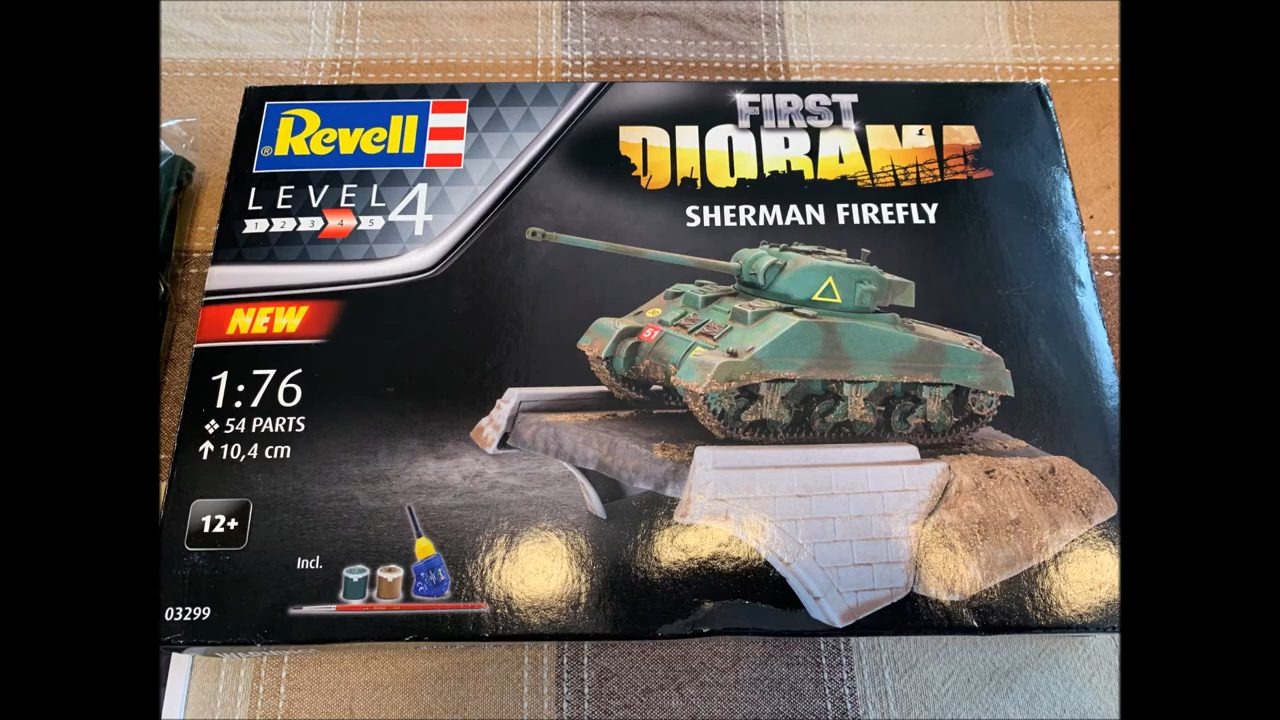 Revell
®
LEVEL 4
1 2 3 4 5
FIRST
DIORAMA
SHERMAN FIREFLY
NEW
1:76
54 PARTS
10,4 cm
12+
Incl.
03299
51